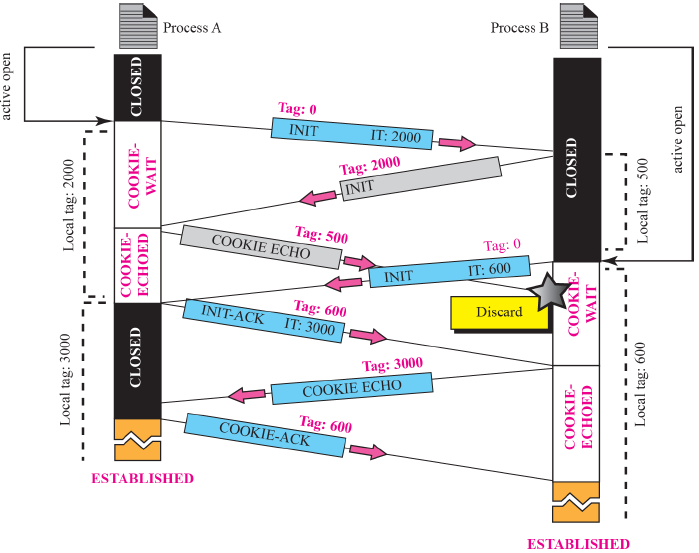 Process A
Process B
active open
active open
CLOSED
CLOSED
Tag: 0
INIT IT: 2000
Tag: 2000
INIT
COOKIE-
WAIT
Local tag: 2000
Local tag: 500
Tag: 500
COOKIE ECHO
Tag: 0
INIT IT: 600
COOKIE-
ECHOED
COOKIE-
WAIT
Discard
Tag: 600
INIT-ACK IT: 3000
CLOSED
Local tag: 3000
Local tag: 600
Tag: 3000
COOKIE ECHO
COOKIE-
ECHOED
Tag: 600
COOKIE-ACK
ESTABLISHED
ESTABLISHED